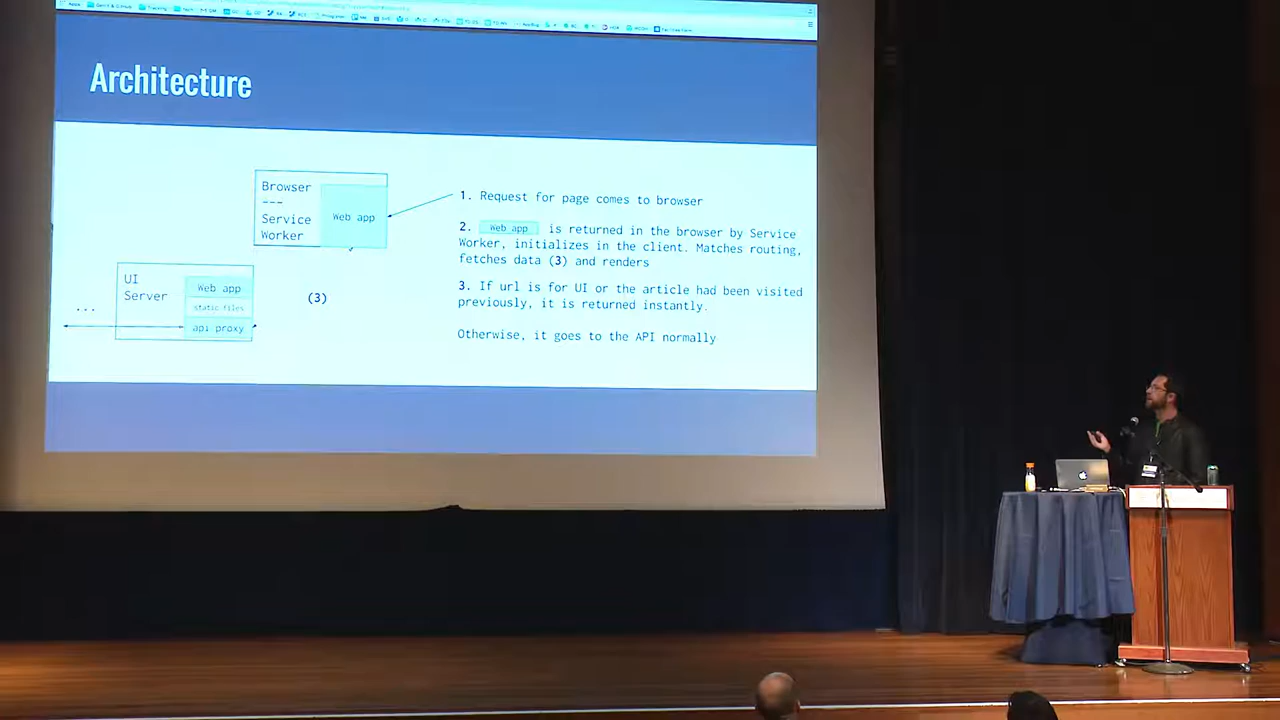 Architecture
Browser
---
Service
Worker
Web app
UI
Server
Web app
static files
api proxy
...
(3)
1. Request for page comes to browser
2. Web app is returned in the browser by Service
Worker, initializes in the client. Matches routing,
fetches data (3) and renders
3. If url is for UI or the article had been visited
previously, it is returned instantly.
Otherwise, it goes to the API normally